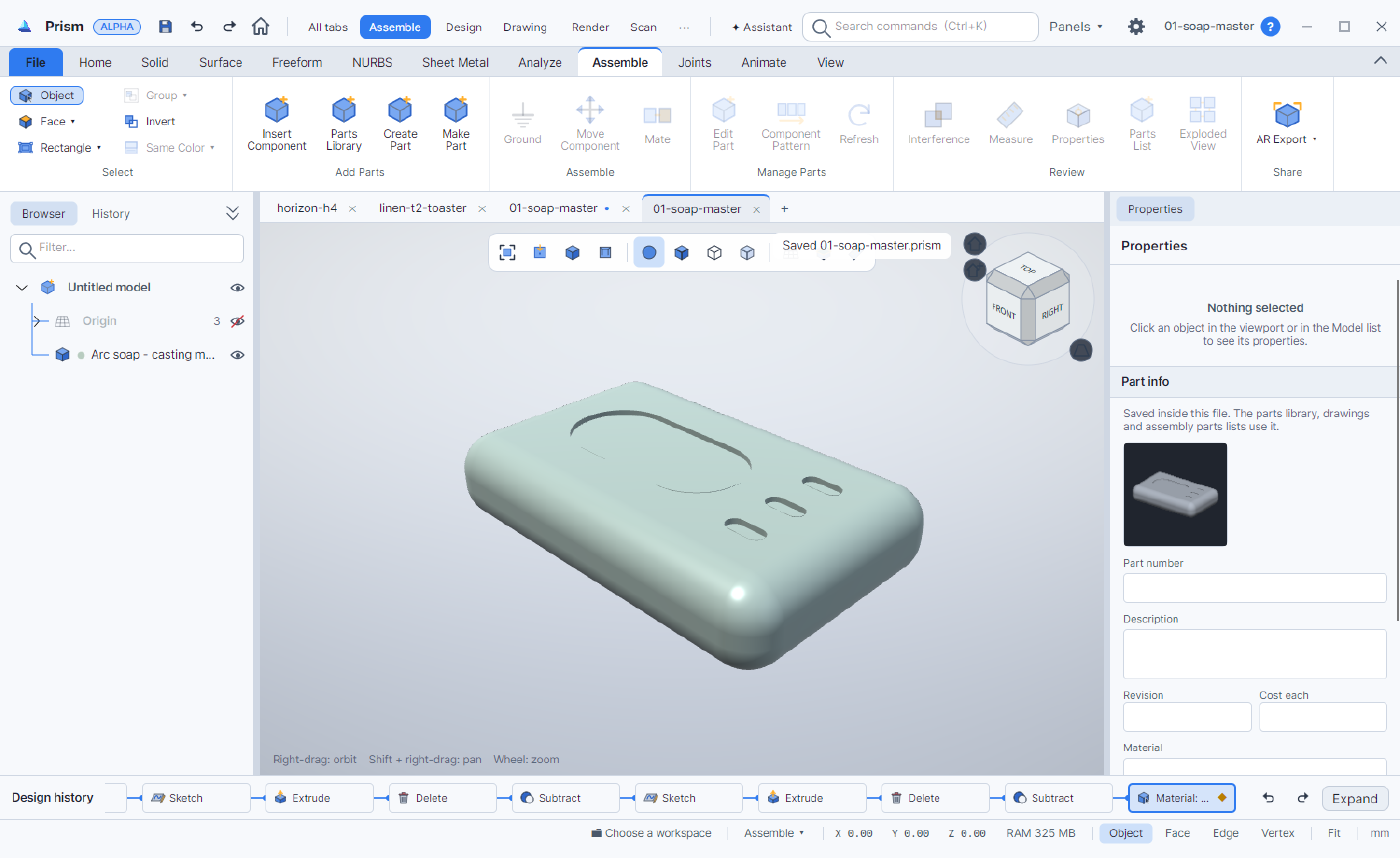 Prism ALPHA
All tabs Assemble Design Drawing Render Scan ... Assistant Search commands (Ctrl+K) Panels 01-soap-master ?
File Home Solid Surface Freeform NURBS Sheet Metal Analyze Assemble Joints Animate View
Object Group
Face Invert
Rectangle Same Color
Select
Insert Component Parts Library Create Part Make Part
Add Parts
Ground Move Component Mate
Assemble
Edit Part Component Pattern Refresh
Manage Parts
Interference Measure Properties Parts List Exploded View
Review
AR Export
Share
Browser History
Filter...
Untitled model
Origin 3
Arc soap - casting m...
horizon-h4 linen-t2-toaster 01-soap-master 01-soap-master +
Saved 01-soap-master.prism
TOP
FRONT RIGHT
Right-drag: orbit Shift + right-drag: pan Wheel: zoom
Properties
Properties
Nothing selected
Click an object in the viewport or in the Model list
to see its properties.
Part info
Saved inside this file. The parts library, drawings
and assembly parts lists use it.
Part number
Description
Revision Cost each
Material
Design history Sketch Extrude Delete Subtract Sketch Extrude Delete Subtract Material: ... Expand
Choose a workspace Assemble X 0.00 Y 0.00 Z 0.00 RAM 325 MB Object Face Edge Vertex Fit mm